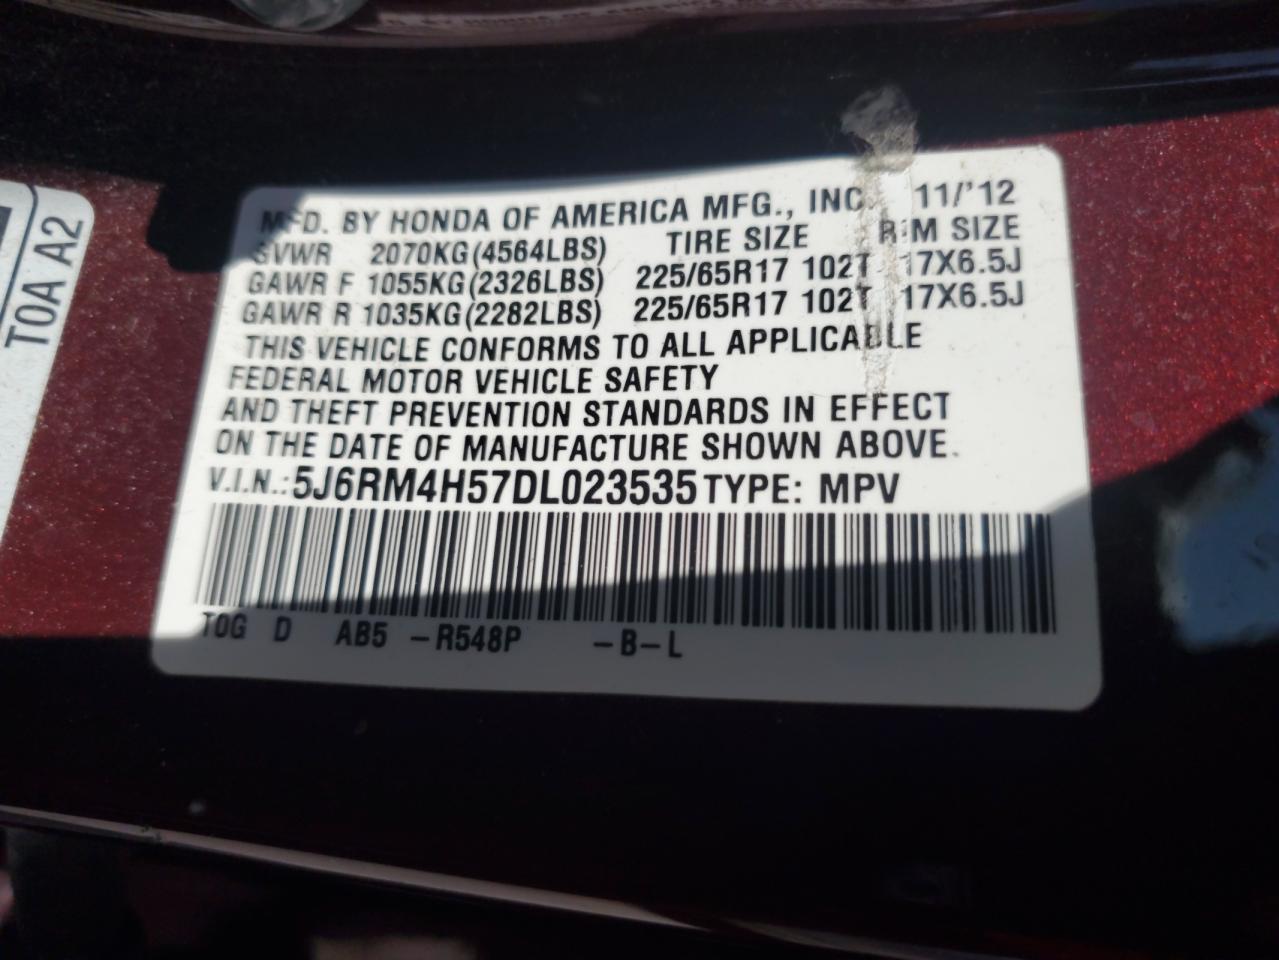 MFD. BY HONDA OF AMERICA MFG., INC. 11/'12
GVWR 2070KG(4564LBS) TIRE SIZE RIM SIZE
GAWR F 1055KG(2326LBS) 225/65R17 102T 17X6.5J
GAWR R 1035KG(2282LBS) 225/65R17 102T 17X6.5J
THIS VEHICLE CONFORMS TO ALL APPLICABLE
FEDERAL MOTOR VEHICLE SAFETY
AND THEFT PREVENTION STANDARDS IN EFFECT
ON THE DATE OF MANUFACTURE SHOWN ABOVE.
V.I.N.: 5J6RM4H57DL023535 TYPE: MPV
T0G D AB5 -R548P -B-L
T0A A2